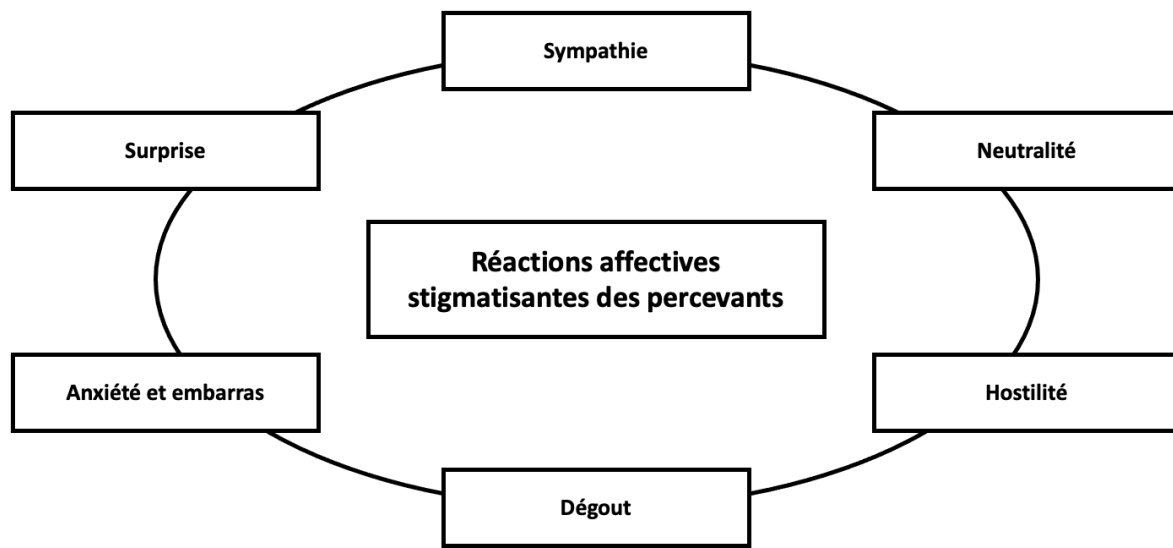 Sympathie
Surprise
Neutralité
Réactions affectives
stigmatisantes des percevants
Anxiété et embarras
Hostilité
Dégout